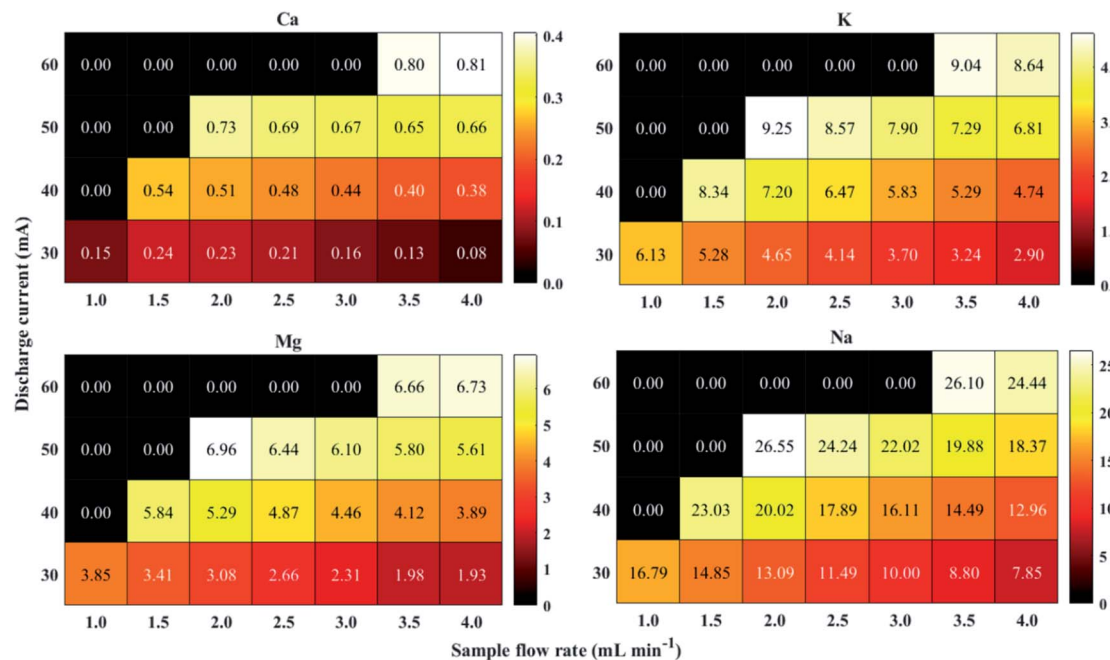 Ca
60 0.00 0.00 0.00 0.00 0.00 0.80 0.81
50 0.00 0.00 0.73 0.69 0.67 0.65 0.66
40 0.00 0.54 0.51 0.48 0.44 0.40 0.38
30 0.15 0.24 0.23 0.21 0.16 0.13 0.08
1.0 1.5 2.0 2.5 3.0 3.5 4.0
0.4
0.3
0.2
0.1
0.0
K
60 0.00 0.00 0.00 0.00 0.00 9.04 8.64
50 0.00 0.00 9.25 8.57 7.90 7.29 6.81
40 0.00 8.34 7.20 6.47 5.83 5.29 4.74
30 6.13 5.28 4.65 4.14 3.70 3.24 2.90
1.0 1.5 2.0 2.5 3.0 3.5 4.0
Discharge current (mA)
Mg
60 0.00 0.00 0.00 0.00 0.00 6.66 6.73
50 0.00 0.00 6.96 6.44 6.10 5.80 5.61
40 0.00 5.84 5.29 4.87 4.46 4.12 3.89
30 3.85 3.41 3.08 2.66 2.31 1.98 1.93
1.0 1.5 2.0 2.5 3.0 3.5 4.0
6
5
4
3
2
1
0
Na
60 0.00 0.00 0.00 0.00 0.00 26.10 24.44
50 0.00 0.00 26.55 24.24 22.02 19.88 18.37
40 0.00 23.03 20.02 17.89 16.11 14.49 12.96
30 16.79 14.85 13.09 11.49 10.00 8.80 7.85
1.0 1.5 2.0 2.5 3.0 3.5 4.0
25
20
15
10
5
0
Sample flow rate (mL min⁻¹)